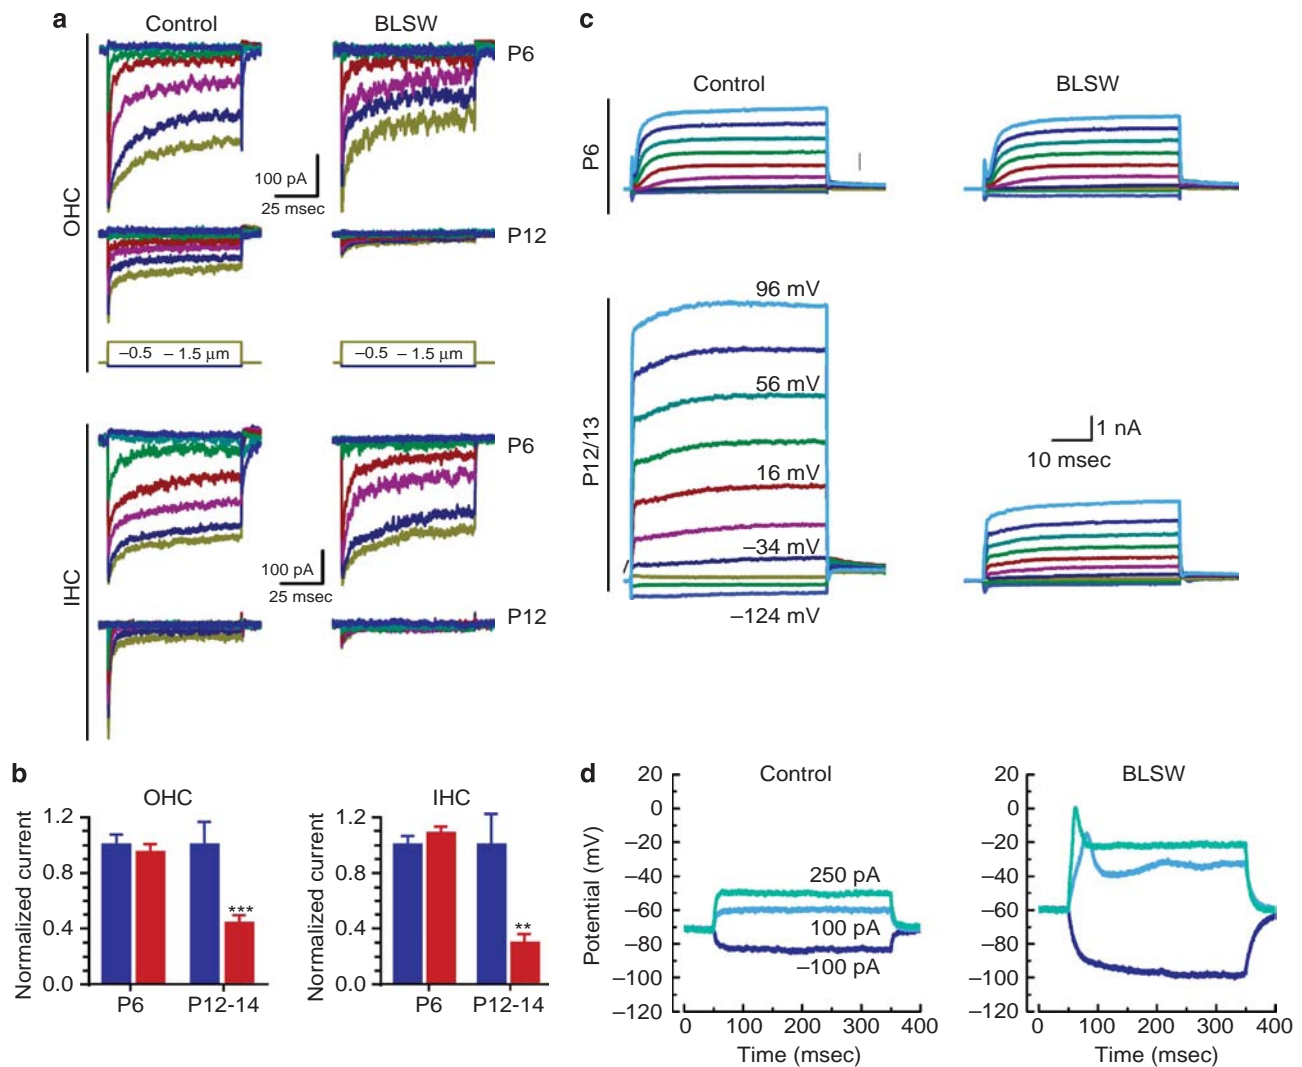 a
Control
BLSW
P6
OHC
100 pA
25 msec
P12
–0.5 – 1.5 µm
–0.5 – 1.5 µm
IHC
P6
100 pA
25 msec
P12
b
OHC
Normalized current
1.2
0.8
0.4
0.0
***
P6
P12-14
IHC
Normalized current
1.2
0.8
0.4
0.0
**
P6
P12-14
c
Control
BLSW
P6
P12/13
96 mV
56 mV
16 mV
–34 mV
–124 mV
1 nA
10 msec
d
Control
Potential (mV)
20
0
–20
–40
–60
–80
–100
–120
250 pA
100 pA
–100 pA
0
100
200
300
400
Time (msec)
BLSW
20
0
–20
–40
–60
–80
–100
–120
0
100
200
300
400
Time (msec)